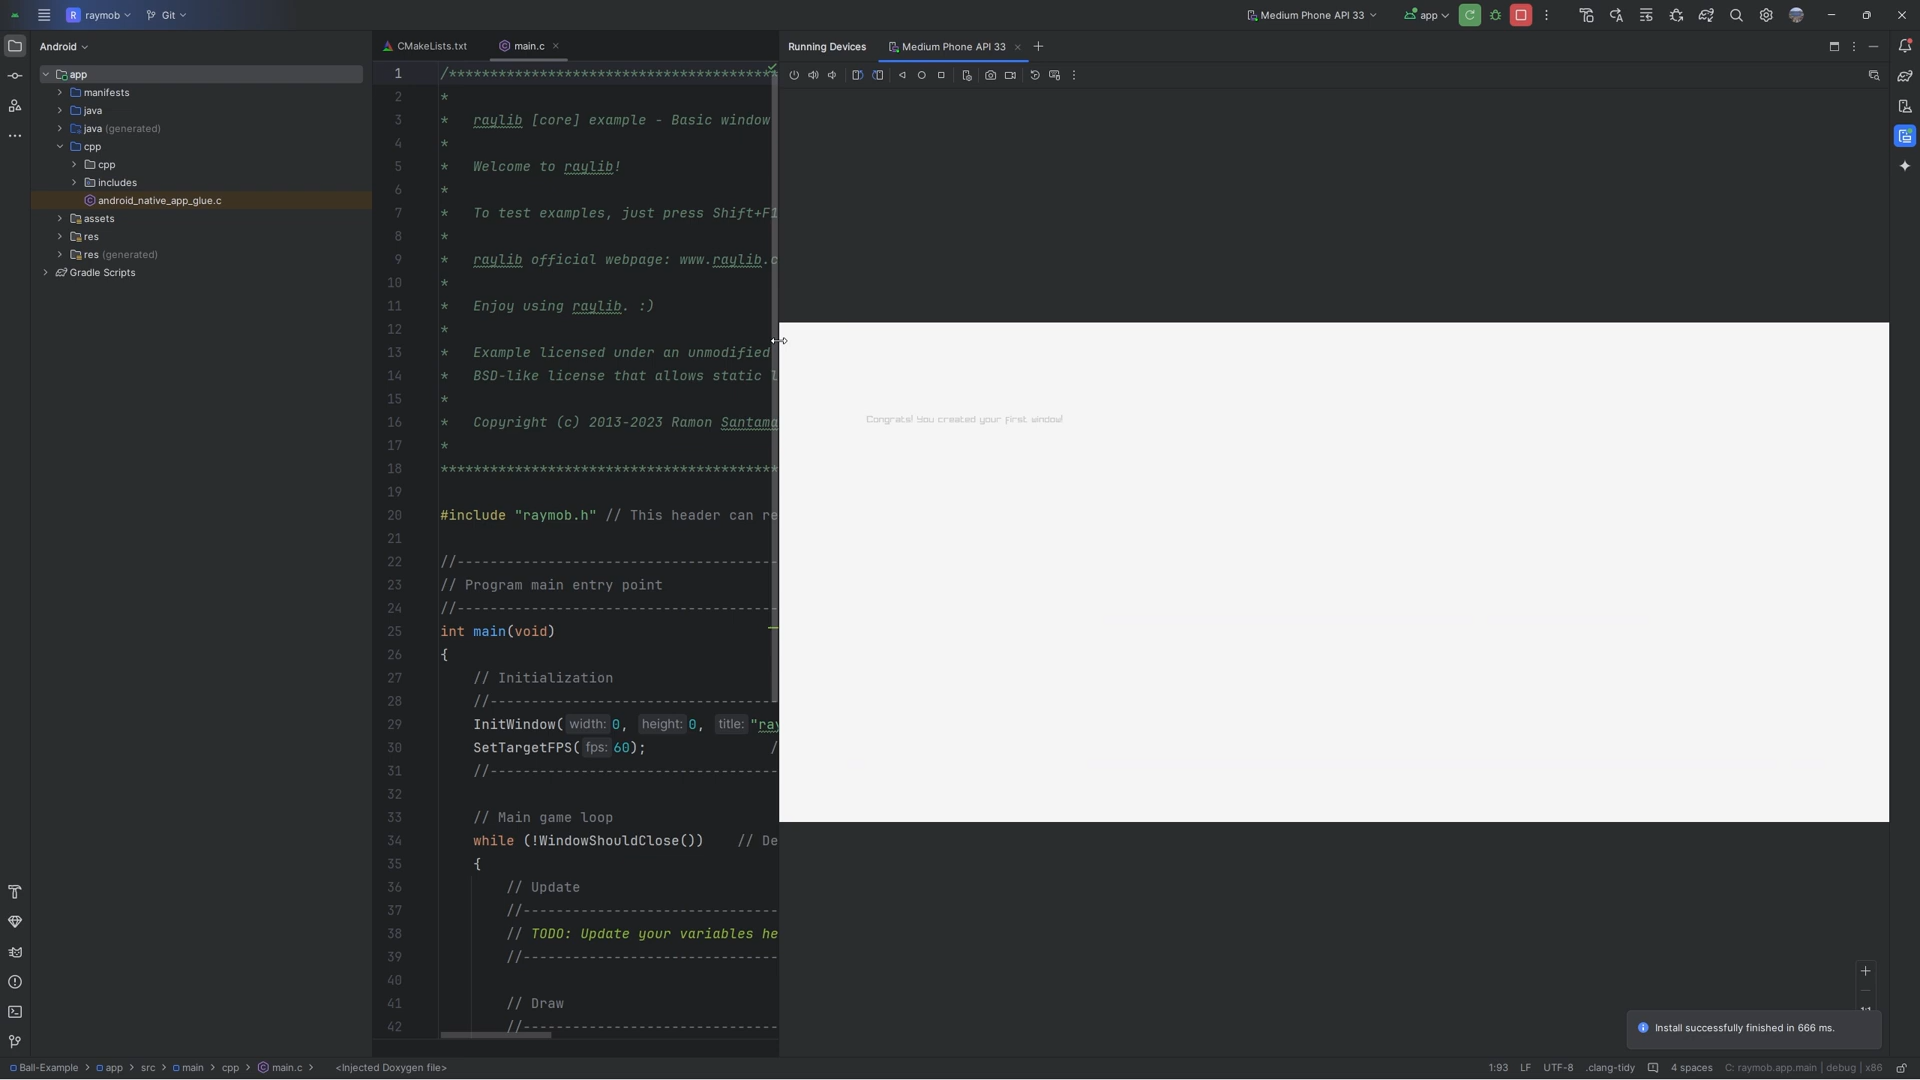 raymob
Git
Medium Phone API 33
app
Android
CMakeLists.txt
main.c
Running Devices
Medium Phone API 33
app
manifests
java
java (generated)
cpp
cpp
includes
android_native_app_glue.c
assets
res
res (generated)
Gradle Scripts
1 /*****************************************
2 *
3 *   raylib [core] example - Basic window
4 *
5 *   Welcome to raylib!
6 *
7 *   To test examples, just press Shift+F1
8 *
9 *   raylib official webpage: www.raylib.c
10 *
11 *   Enjoy using raylib. :)
12 *
13 *   Example licensed under an unmodified
14 *   BSD-like license that allows static l
15 *
16 *   Copyright (c) 2013-2023 Ramon Santama
17 *
18 *****************************************
19
20 #include "raymob.h" // This header can re
21
22 //---------------------------------------
23 // Program main entry point
24 //---------------------------------------
25 int main(void)
26 {
27     // Initialization
28     //-----------------------------------
29     InitWindow( width: 0, height: 0, title: "ray
30     SetTargetFPS( fps: 60);               /
31     //-----------------------------------
32
33     // Main game loop
34     while (!WindowShouldClose())    // De
35     {
36         // Update
37         //-------------------------------
38         // TODO: Update your variables he
39         //-------------------------------
40
41         // Draw
42         //-------------------------------
Congrats! You created your first window!
1:1
Install successfully finished in 666 ms.
Ball-Example > app > src > main > cpp > main.c > <Injected Doxygen file>
1:93 LF UTF-8 .clang-tidy 4 spaces C: raymob.app.main | debug | x86